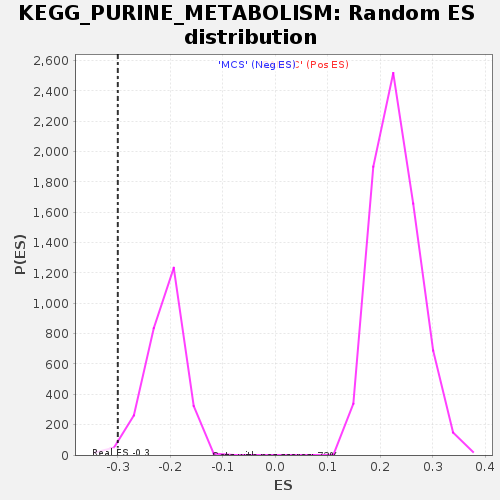 KEGG_PURINE_METABOLISM: Random ES
distribution
'MCS' (Neg ES) C' (Pos ES)
2,600
2,400
2,200
2,000
1,800
1,600
1,400
1,200
1,000
800
600
400
200
0
P(ES)
Real ES -0.3
with
-0.3 -0.2 -0.1 0.0 0.1 0.2 0.3 0.4
ES